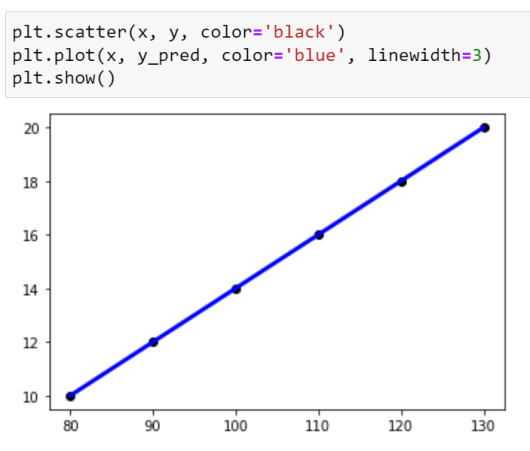 plt.scatter(x, y, color='black')
plt.plot(x, y_pred, color='blue', linewidth=3)
plt.show()
20
18
16
14
12
10
80 90 100 110 120 130